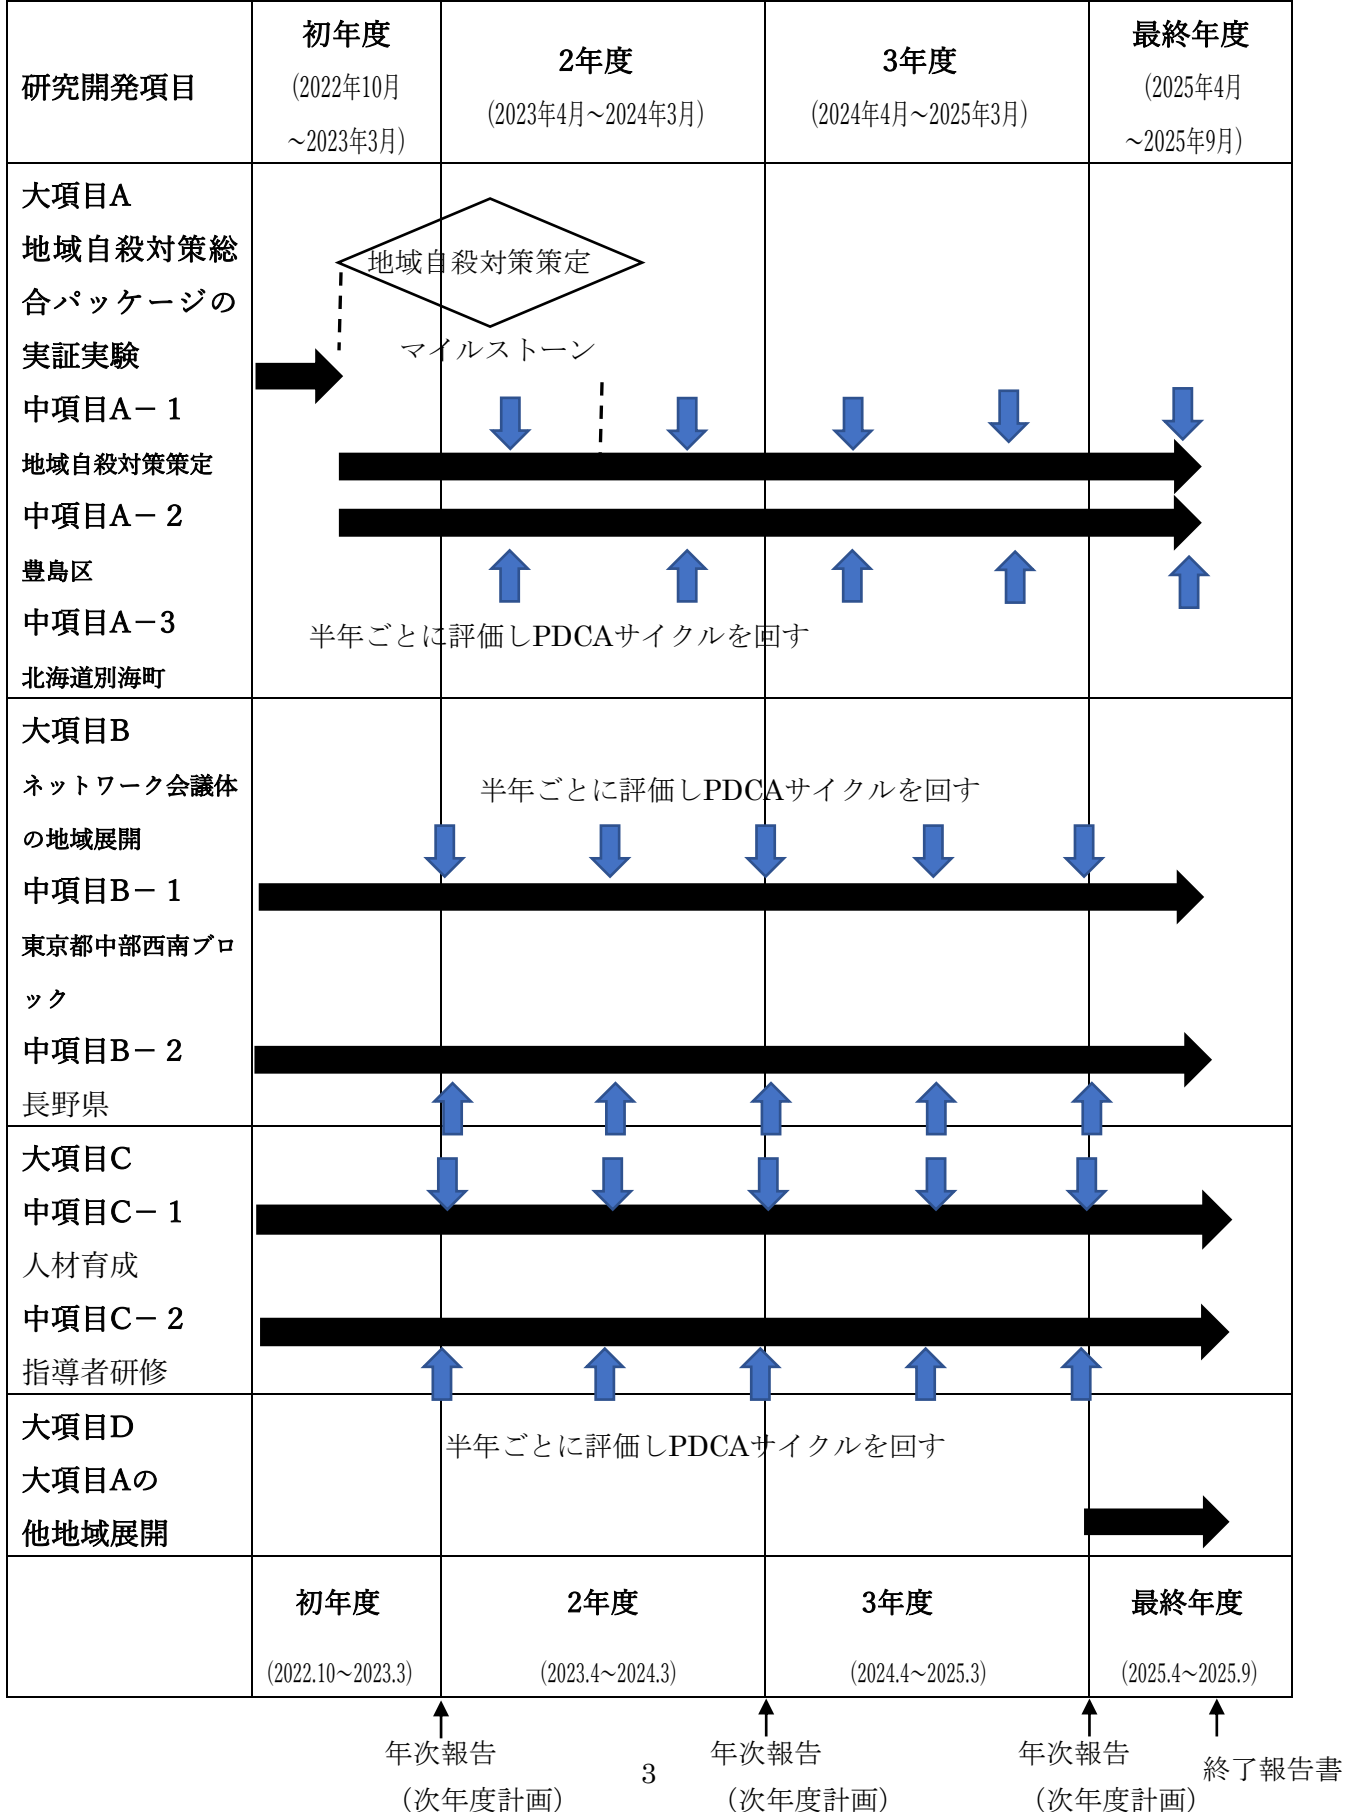 研究開発項目
初年度
(2022年10月
～2023年3月)
2年度
(2023年4月～2024年3月)
3年度
(2024年4月～2025年3月)
最終年度
(2025年4月
～2025年9月)
大項目A
地域自殺対策総
合パッケージの
実証実験
中項目A－１
地域自殺対策策定
中項目A－２
豊島区
中項目A－3
北海道別海町
地域自殺対策策定
マイルストーン
半年ごとに評価しPDCAサイクルを回す
大項目B
ネットワーク会議体
の地域展開
中項目B－１
東京都中部西南ブロ
ック
中項目B－２
長野県
半年ごとに評価しPDCAサイクルを回す
大項目C
中項目C－１
人材育成
中項目C－２
指導者研修
大項目D
大項目Aの
他地域展開
半年ごとに評価しPDCAサイクルを回す
初年度
(2022.10～2023.3)
2年度
(2023.4～2024.3)
3年度
(2024.4～2025.3)
最終年度
(2025.4～2025.9)
年次報告
（次年度計画）
年次報告
（次年度計画）
年次報告
（次年度計画）
終了報告書
3